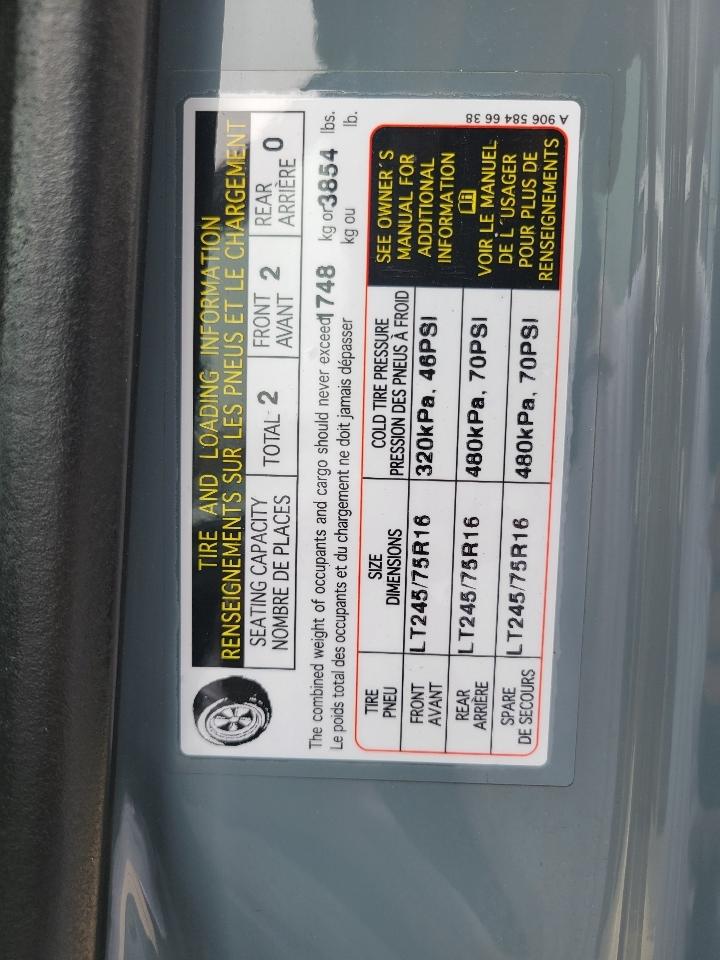 TIRE AND LOADING INFORMATION
RENSEIGNEMENTS SUR LES PNEUS ET LE CHARGEMENT
SEATING CAPACITY
NOMBRE DE PLACES
TOTAL 2
FRONT
AVANT 2
REAR
ARRIÈRE 0
The combined weight of occupants and cargo should never exceed 1748 kg or 3854 lbs.
Le poids total des occupants et du chargement ne doit jamais dépasser kg ou lb.
TIRE
PNEU
SIZE
DIMENSIONS
COLD TIRE PRESSURE
PRESSION DES PNEUS À FROID
FRONT
AVANT
LT245/75R16
320kPa, 46PSI
REAR
ARRIÈRE
LT245/75R16
480kPa, 70PSI
SPARE
DE SECOURS
LT245/75R16
480kPa, 70PSI
SEE OWNER'S
MANUAL FOR
ADDITIONAL
INFORMATION
VOIR LE MANUEL
DE L'USAGER
POUR PLUS DE
RENSEIGNEMENTS
A 906 584 66 38